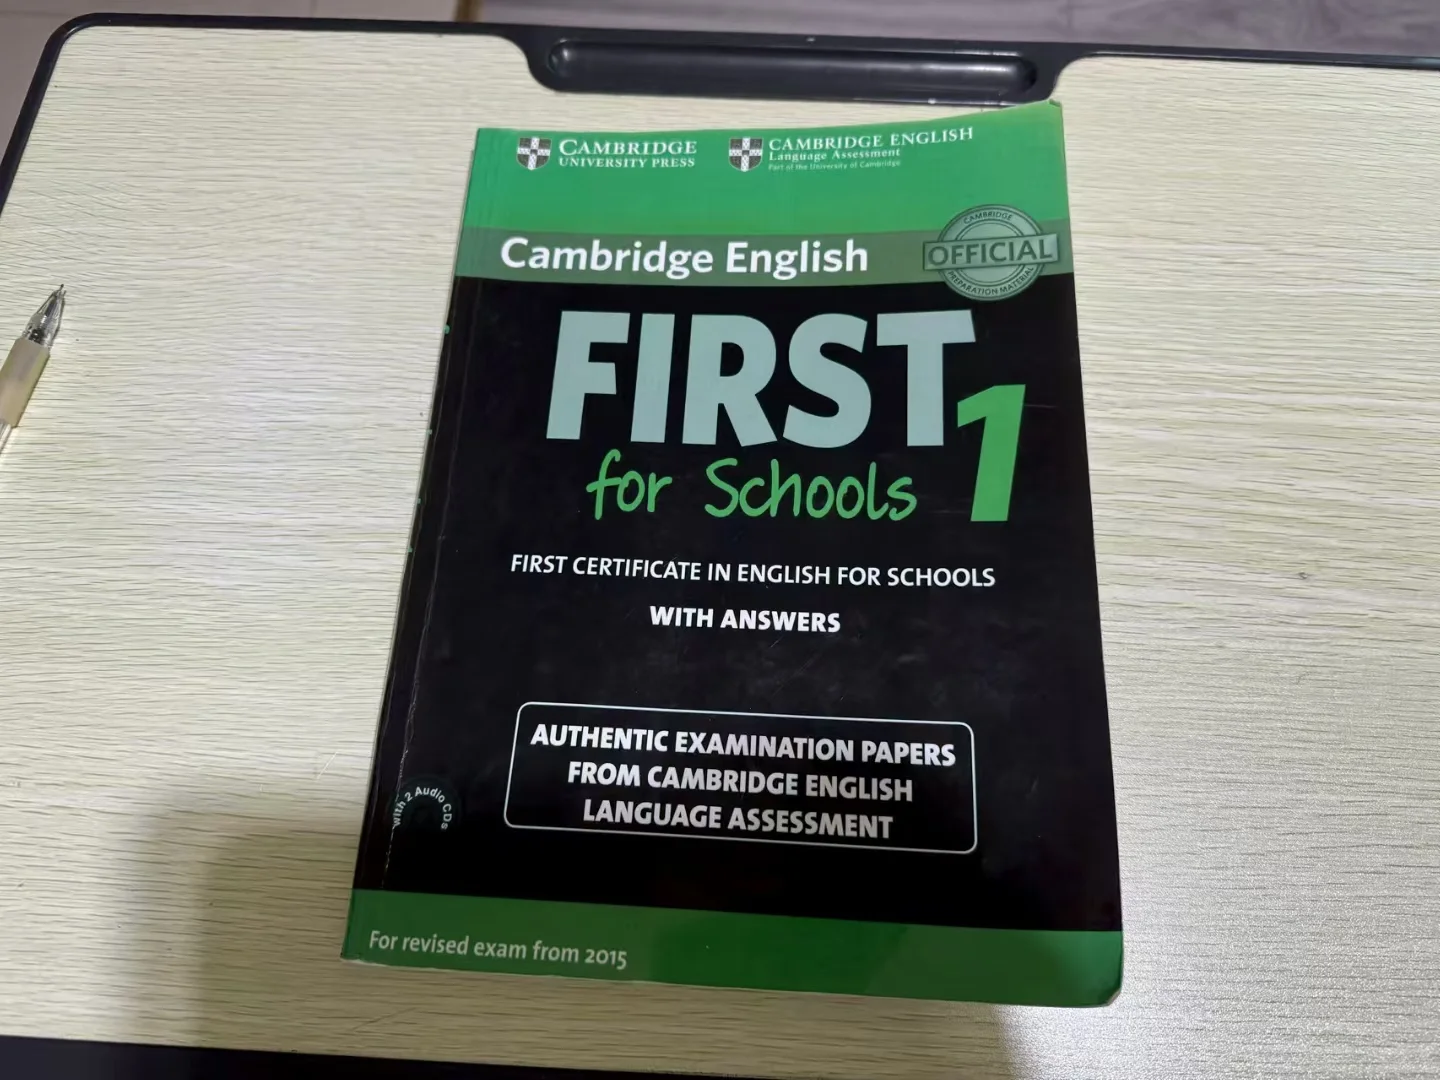 CAMBRIDGE
UNIVERSITY PRESS
CAMBRIDGE ENGLISH
Language Assessment
Part of the University of Cambridge
Cambridge English
CAMBRIDGE
OFFICIAL
PREPARATION MATERIAL
FIRST 1
for Schools
FIRST CERTIFICATE IN ENGLISH FOR SCHOOLS
WITH ANSWERS
AUTHENTIC EXAMINATION PAPERS
FROM CAMBRIDGE ENGLISH
LANGUAGE ASSESSMENT
with 2 Audio CDs
For revised exam from 2015